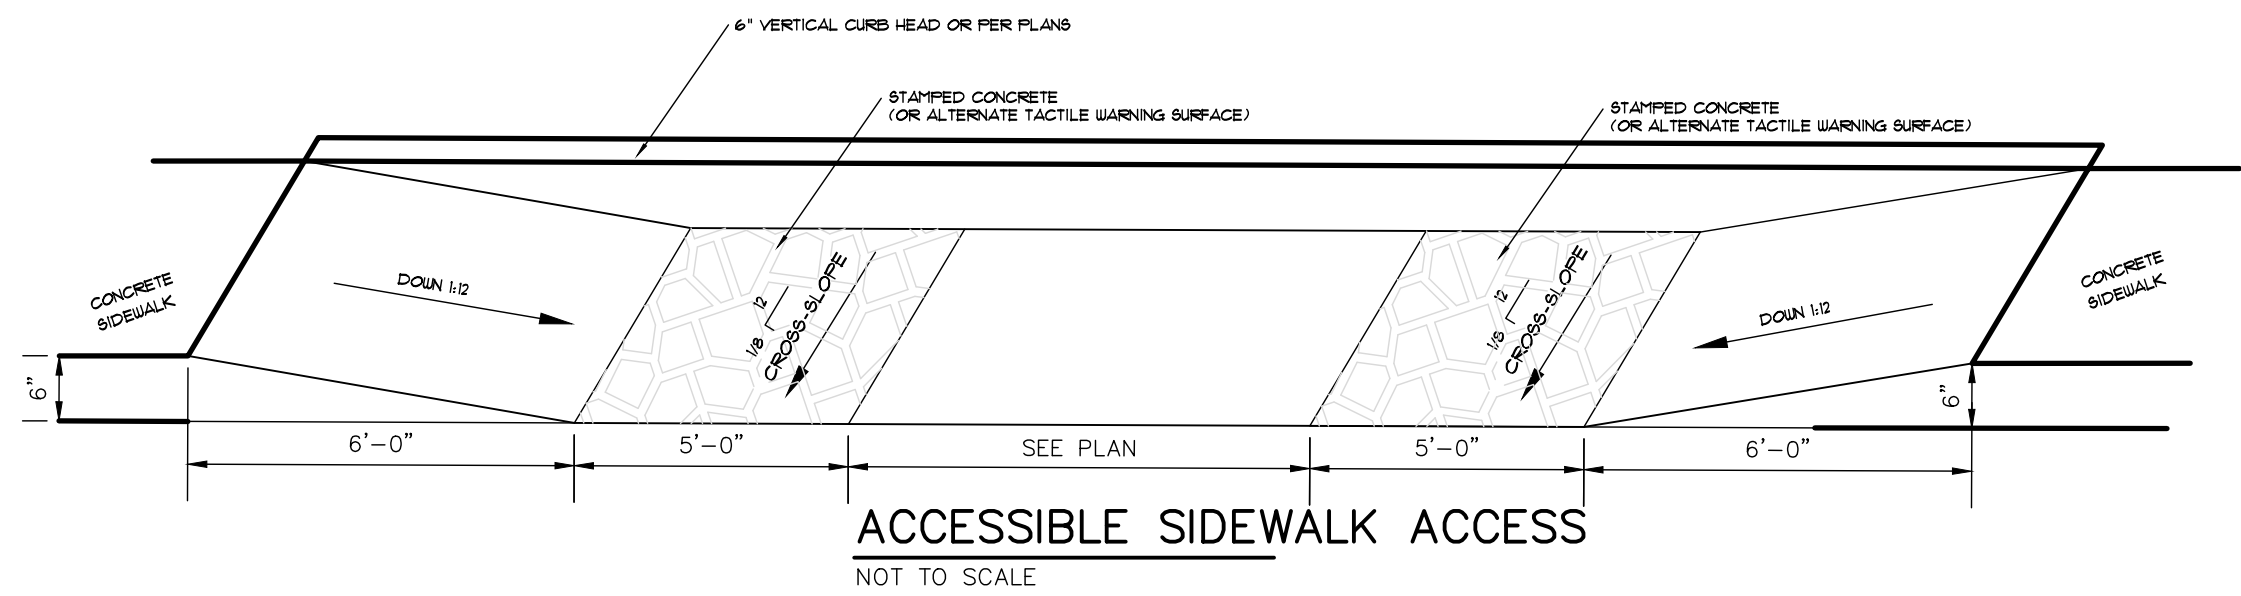 6" VERTICAL CURB HEAD OR PER PLANS
STAMPED CONCRETE
(OR ALTERNATE TACTILE WARNING SURFACE)
STAMPED CONCRETE
(OR ALTERNATE TACTILE WARNING SURFACE)
CONCRETE
SIDEWALK
DOWN 1:12
12
1/8
CROSS-SLOPE
12
1/8
CROSS-SLOPE
DOWN 1:12
CONCRETE
SIDEWALK
6"
6"
6'-0"
5'-0"
SEE PLAN
5'-0"
6'-0"
ACCESSIBLE SIDEWALK ACCESS
NOT TO SCALE